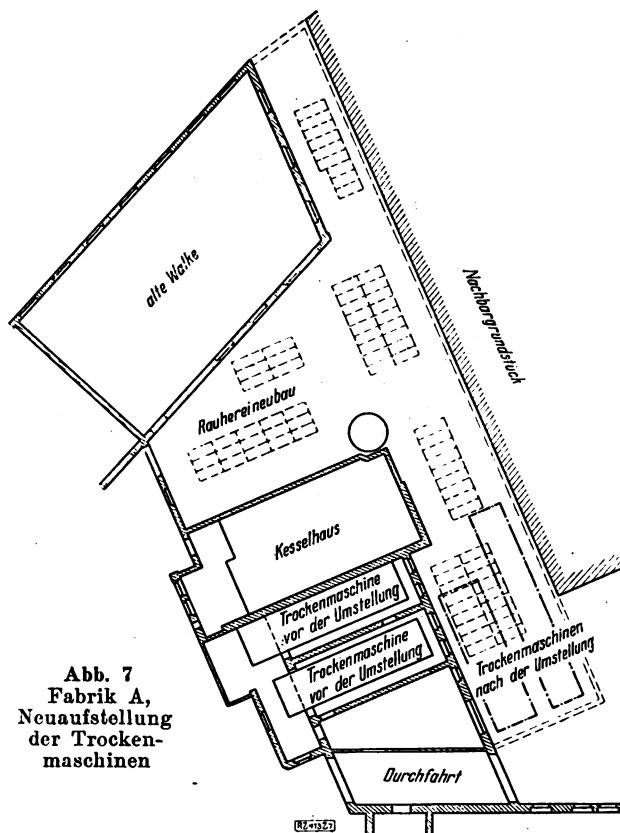 alte Walke
Nachbargrundstück
Rauhereineubau
Kesselhaus
Trockenmaschine
vor der Umstellung
Trockenmaschine
vor der Umstellung
Trockenmaschinen
nach der Umstellung
Abb. 7
Fabrik A,
Neuaufstellung
der Trocken-
maschinen
Durchfahrt